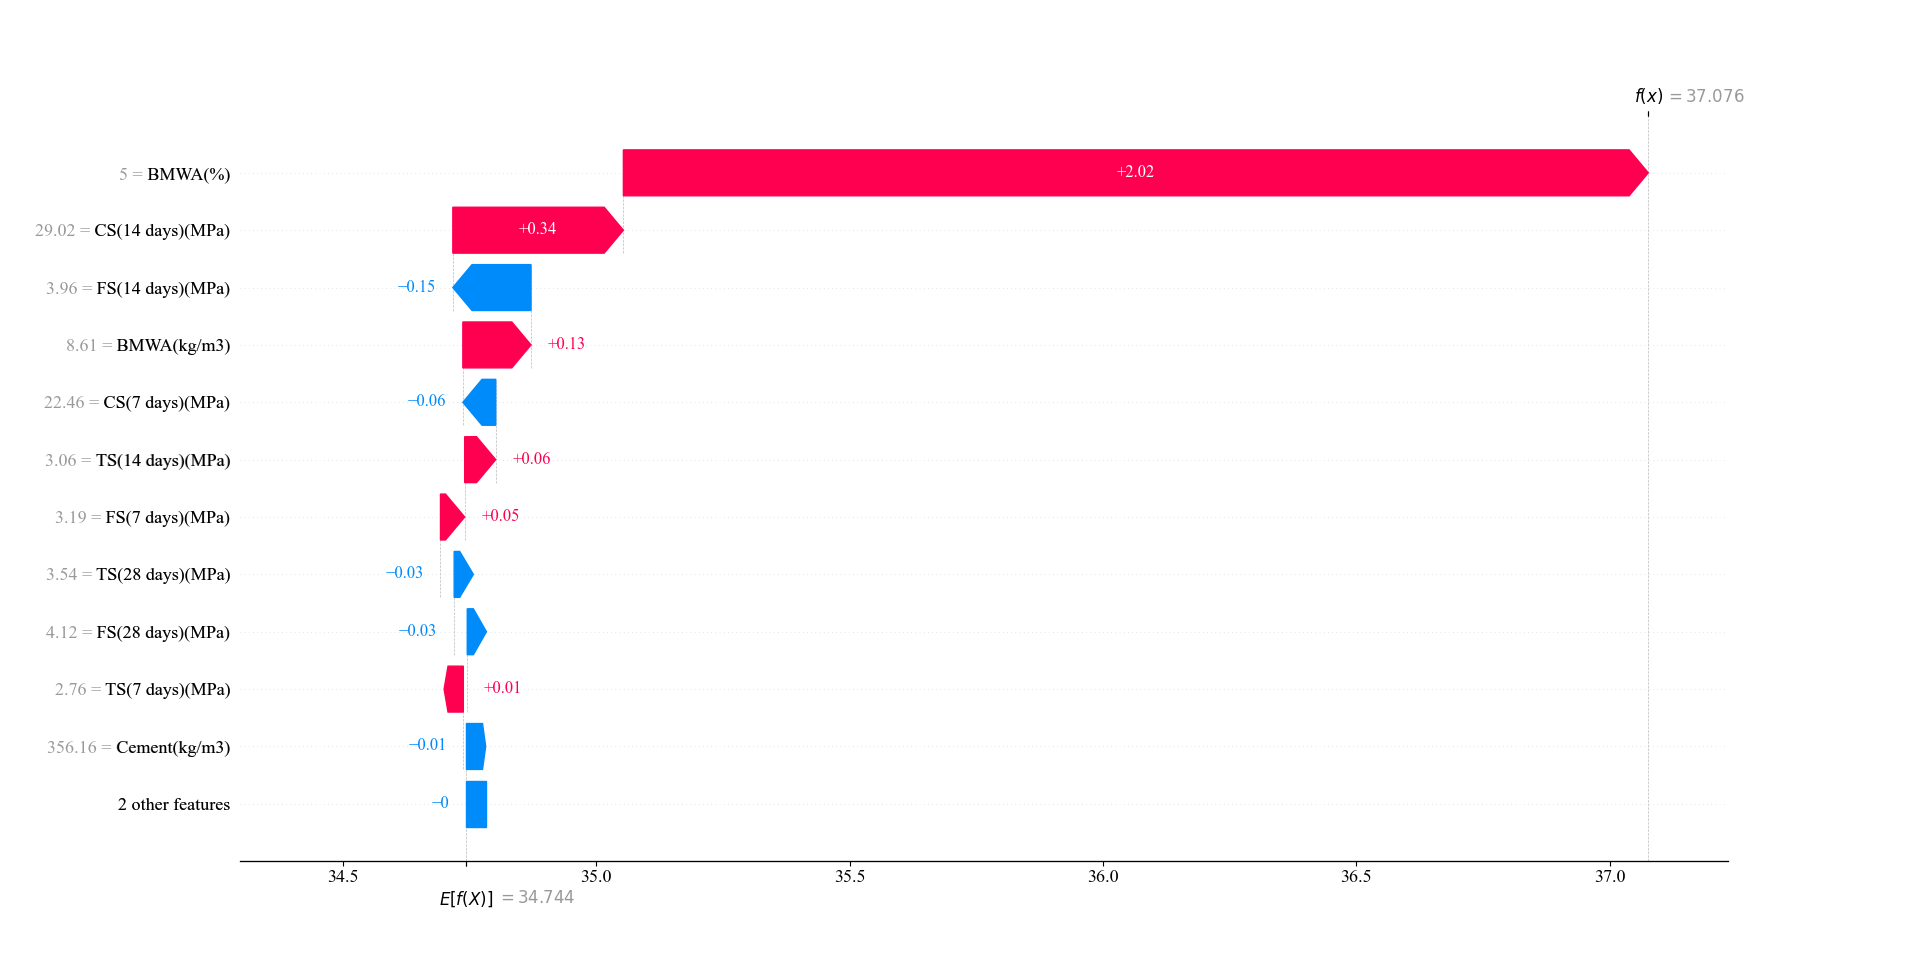 f(x) = 37.076
5 = BMWA(%) +2.02
29.02 = CS(14 days)(MPa) +0.34
3.96 = FS(14 days)(MPa) −0.15
8.61 = BMWA(kg/m3) +0.13
22.46 = CS(7 days)(MPa) −0.06
3.06 = TS(14 days)(MPa) +0.06
3.19 = FS(7 days)(MPa) +0.05
3.54 = TS(28 days)(MPa) −0.03
4.12 = FS(28 days)(MPa) −0.03
2.76 = TS(7 days)(MPa) +0.01
356.16 = Cement(kg/m3) −0.01
2 other features −0
34.5 35.0 35.5 36.0 36.5 37.0
E[f(X)] = 34.744